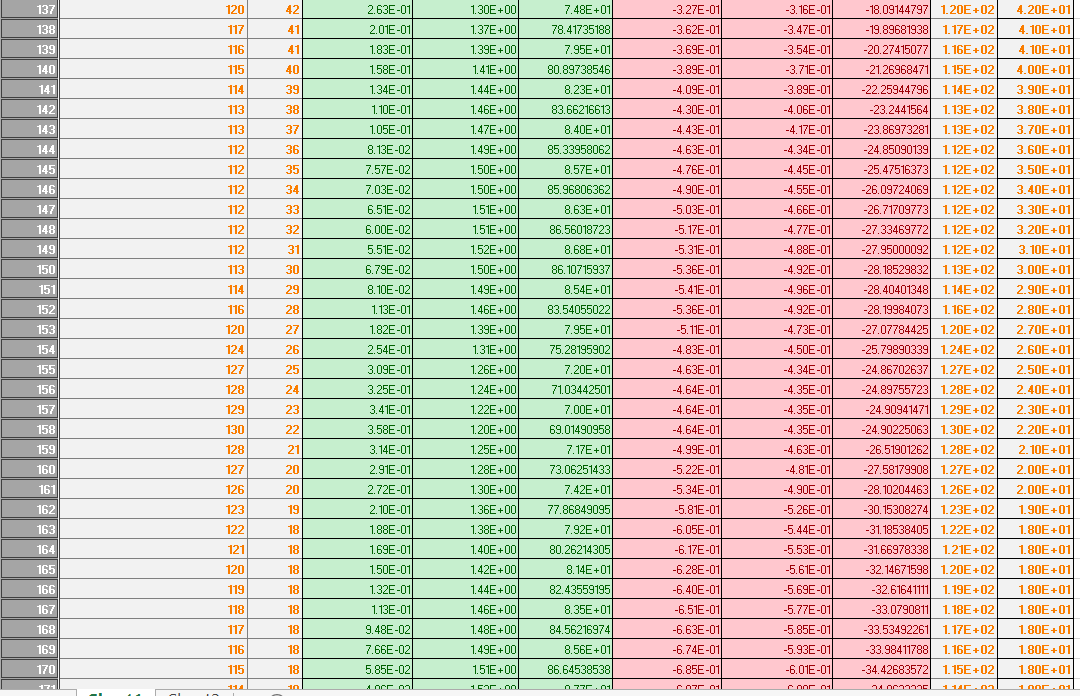 137 120 42 2.63E-01 1.30E+00 7.48E+01 -3.27E-01 -3.16E-01 -18.09144797 1.20E+02 4.20E+01
138 117 41 2.01E-01 1.37E+00 78.41735188 -3.62E-01 -3.47E-01 -19.89681938 1.17E+02 4.10E+01
139 116 41 1.83E-01 1.39E+00 7.95E+01 -3.69E-01 -3.54E-01 -20.27415077 1.16E+02 4.10E+01
140 115 40 1.58E-01 1.41E+00 80.89738546 -3.89E-01 -3.71E-01 -21.26968471 1.15E+02 4.00E+01
141 114 39 1.34E-01 1.44E+00 8.23E+01 -4.09E-01 -3.89E-01 -22.25944796 1.14E+02 3.90E+01
142 113 38 1.10E-01 1.46E+00 83.66216613 -4.30E-01 -4.06E-01 -23.2441564 1.13E+02 3.80E+01
143 113 37 1.05E-01 1.47E+00 8.40E+01 -4.43E-01 -4.17E-01 -23.86973281 1.13E+02 3.70E+01
144 112 36 8.13E-02 1.49E+00 85.33958062 -4.63E-01 -4.34E-01 -24.85090139 1.12E+02 3.60E+01
145 112 35 7.57E-02 1.50E+00 8.57E+01 -4.76E-01 -4.45E-01 -25.47516373 1.12E+02 3.50E+01
146 112 34 7.03E-02 1.50E+00 85.96806362 -4.90E-01 -4.55E-01 -26.09724069 1.12E+02 3.40E+01
147 112 33 6.51E-02 1.51E+00 8.63E+01 -5.03E-01 -4.66E-01 -26.71709773 1.12E+02 3.30E+01
148 112 32 6.00E-02 1.51E+00 86.56018723 -5.17E-01 -4.77E-01 -27.33469772 1.12E+02 3.20E+01
149 112 31 5.51E-02 1.52E+00 8.68E+01 -5.31E-01 -4.88E-01 -27.95000092 1.12E+02 3.10E+01
150 113 30 6.79E-02 1.50E+00 86.10715937 -5.36E-01 -4.92E-01 -28.18529832 1.13E+02 3.00E+01
151 114 29 8.10E-02 1.49E+00 8.54E+01 -5.41E-01 -4.96E-01 -28.40401348 1.14E+02 2.90E+01
152 116 28 1.13E-01 1.46E+00 83.54055022 -5.36E-01 -4.92E-01 -28.19984073 1.16E+02 2.80E+01
153 120 27 1.82E-01 1.39E+00 7.95E+01 -5.11E-01 -4.73E-01 -27.07784425 1.20E+02 2.70E+01
154 124 26 2.54E-01 1.31E+00 75.28195902 -4.83E-01 -4.50E-01 -25.79890339 1.24E+02 2.60E+01
155 127 25 3.09E-01 1.26E+00 7.20E+01 -4.63E-01 -4.34E-01 -24.86702637 1.27E+02 2.50E+01
156 128 24 3.25E-01 1.24E+00 71.03442501 -4.64E-01 -4.35E-01 -24.89755723 1.28E+02 2.40E+01
157 129 23 3.41E-01 1.22E+00 7.00E+01 -4.64E-01 -4.35E-01 -24.90941471 1.29E+02 2.30E+01
158 130 22 3.58E-01 1.20E+00 69.01490958 -4.64E-01 -4.35E-01 -24.90225063 1.30E+02 2.20E+01
159 128 21 3.14E-01 1.25E+00 7.17E+01 -4.99E-01 -4.63E-01 -26.51901262 1.28E+02 2.10E+01
160 127 20 2.91E-01 1.28E+00 73.06251433 -5.22E-01 -4.81E-01 -27.58179908 1.27E+02 2.00E+01
161 126 20 2.72E-01 1.30E+00 7.42E+01 -5.34E-01 -4.90E-01 -28.10204463 1.26E+02 2.00E+01
162 123 19 2.10E-01 1.36E+00 77.86849095 -5.81E-01 -5.26E-01 -30.15308274 1.23E+02 1.90E+01
163 122 18 1.88E-01 1.38E+00 7.92E+01 -6.05E-01 -5.44E-01 -31.18538405 1.22E+02 1.80E+01
164 121 18 1.69E-01 1.40E+00 80.26214305 -6.17E-01 -5.53E-01 -31.66978338 1.21E+02 1.80E+01
165 120 18 1.50E-01 1.42E+00 8.14E+01 -6.28E-01 -5.61E-01 -32.14671598 1.20E+02 1.80E+01
166 119 18 1.32E-01 1.44E+00 82.43559195 -6.40E-01 -5.69E-01 -32.61641111 1.19E+02 1.80E+01
167 118 18 1.13E-01 1.46E+00 8.35E+01 -6.51E-01 -5.77E-01 -33.0790811 1.18E+02 1.80E+01
168 117 18 9.48E-02 1.48E+00 84.56216974 -6.63E-01 -5.85E-01 -33.53492261 1.17E+02 1.80E+01
169 116 18 7.66E-02 1.49E+00 8.56E+01 -6.74E-01 -5.93E-01 -33.98411788 1.16E+02 1.80E+01
170 115 18 5.85E-02 1.51E+00 86.64538538 -6.85E-01 -6.01E-01 -34.42683572 1.15E+02 1.80E+01